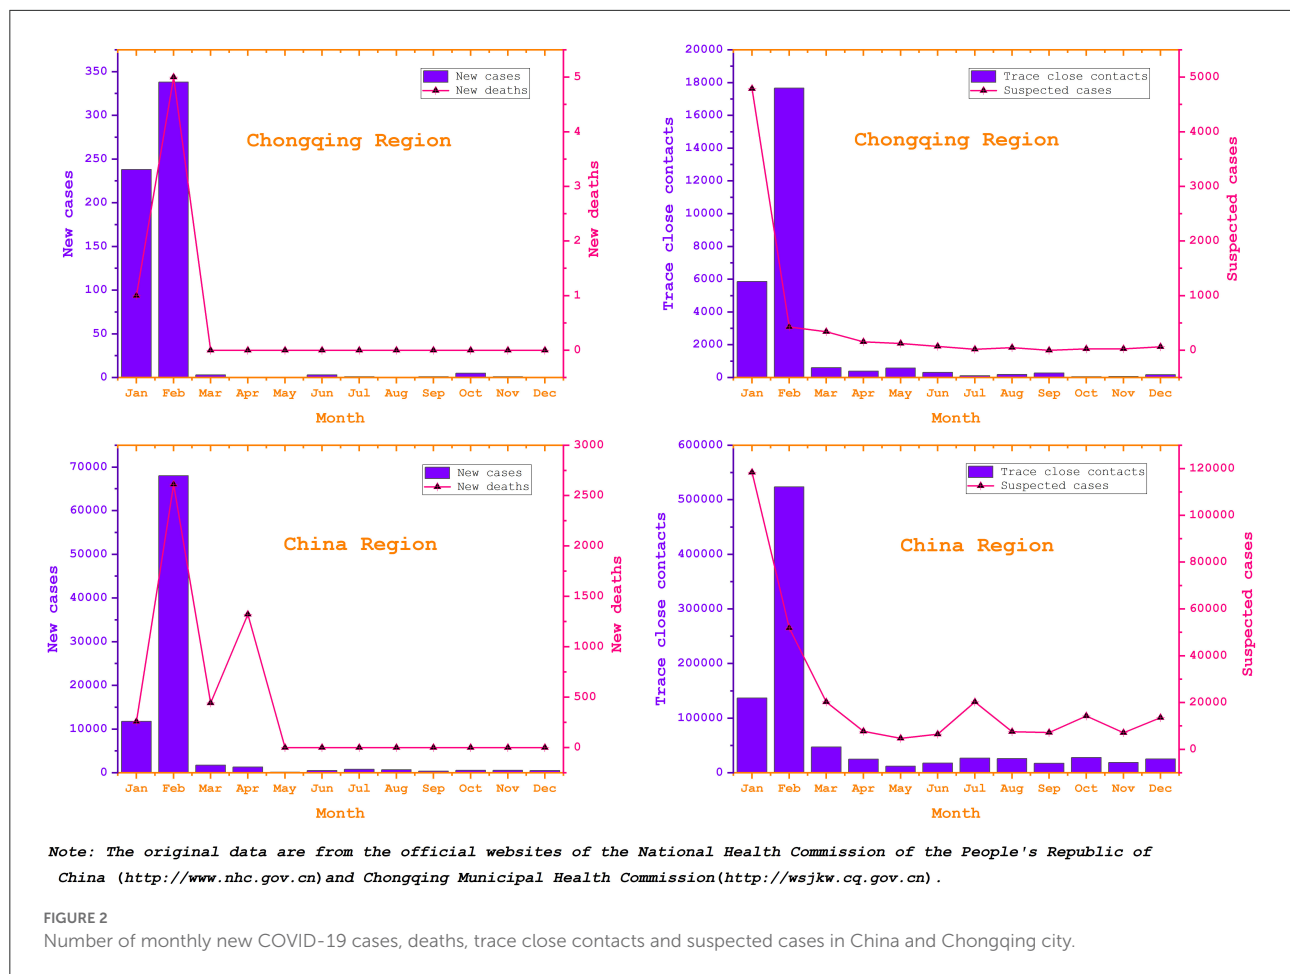 350
300
250
200
150
100
50
0
New cases
5
4
3
2
1
0
New deaths
New cases
New deaths
Chongqing Region
Jan Feb Mar Apr May Jun Jul Aug Sep Oct Nov Dec
Month
20000
18000
16000
14000
12000
10000
8000
6000
4000
2000
0
Trace close contacts
5000
4000
3000
2000
1000
0
Suspected cases
Trace close contacts
Suspected cases
Chongqing Region
Jan Feb Mar Apr May Jun Jul Aug Sep Oct Nov Dec
Month
70000
60000
50000
40000
30000
20000
10000
0
New cases
3000
2500
2000
1500
1000
500
0
New deaths
New cases
New deaths
China Region
Jan Feb Mar Apr May Jun Jul Aug Sep Oct Nov Dec
Month
600000
500000
400000
300000
200000
100000
0
Trace close contacts
120000
100000
80000
60000
40000
20000
0
Suspected cases
Trace close contacts
Suspected cases
China Region
Jan Feb Mar Apr May Jun Jul Aug Sep Oct Nov Dec
Month
Note: The original data are from the official websites of the National Health Commission of the People's Republic of
China (http://www.nhc.gov.cn)and Chongqing Municipal Health Commission(http://wsjkw.cq.gov.cn).
FIGURE 2
Number of monthly new COVID-19 cases, deaths, trace close contacts and suspected cases in China and Chongqing city.